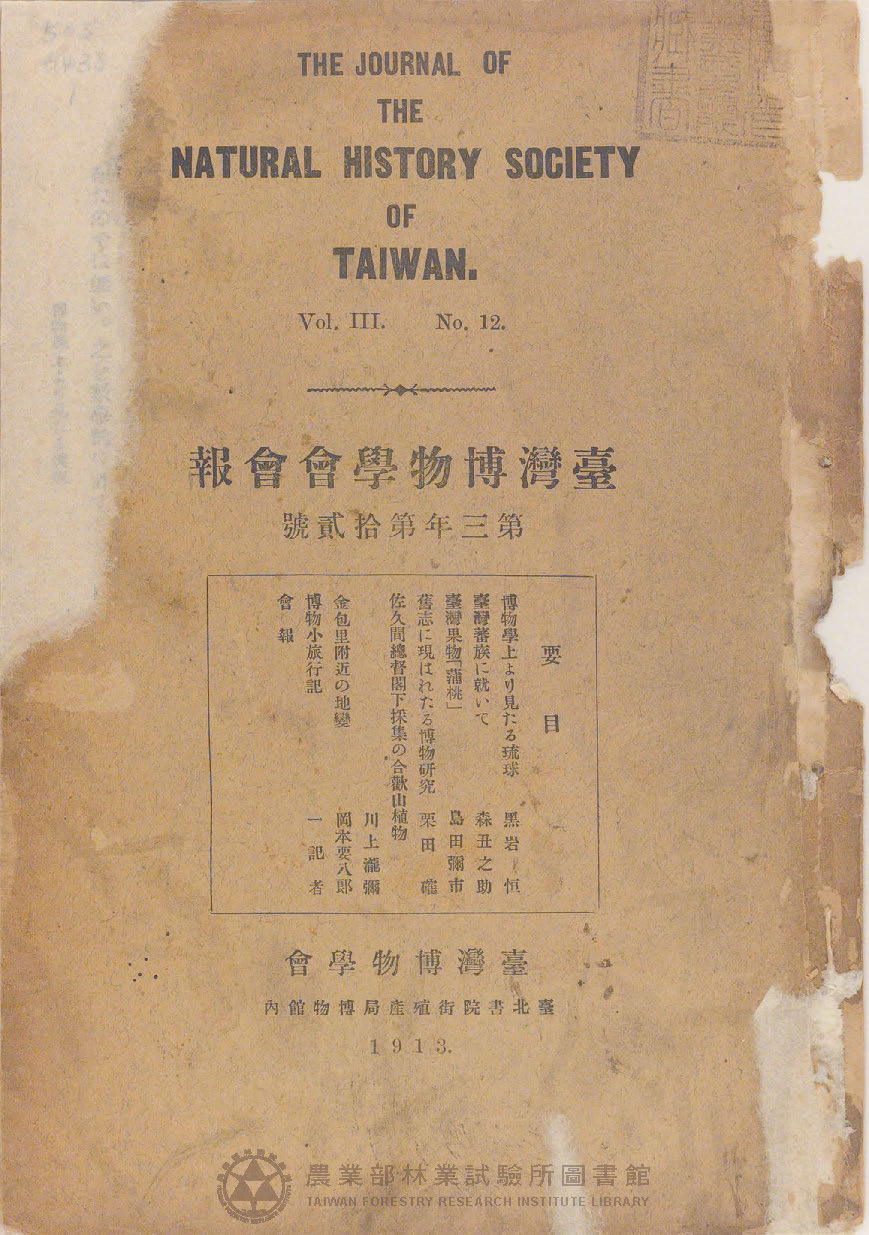 THE JOURNAL OF
THE
NATURAL HISTORY SOCIETY
OF
TAIWAN.
Vol. III. No. 12.
臺灣博物學會會報
第三年第拾貳號
要目
博物學上より見たる琉球 黑岩恒
臺灣蕃族に就いて 森丑之助
臺灣果物「蒲桃」 島田彌市
舊志に現はれたる博物研究 栗田確
佐久間總督閣下採集の合歡山植物
川上瀧彌
金包里附近の地變 岡本要八郎
博物小旅行記 一記者
會報
臺灣博物學會
臺北書院街殖產局博物館內
1913.
農業部林業試驗所圖書館
TAIWAN FORESTRY RESEARCH INSTITUTE LIBRARY